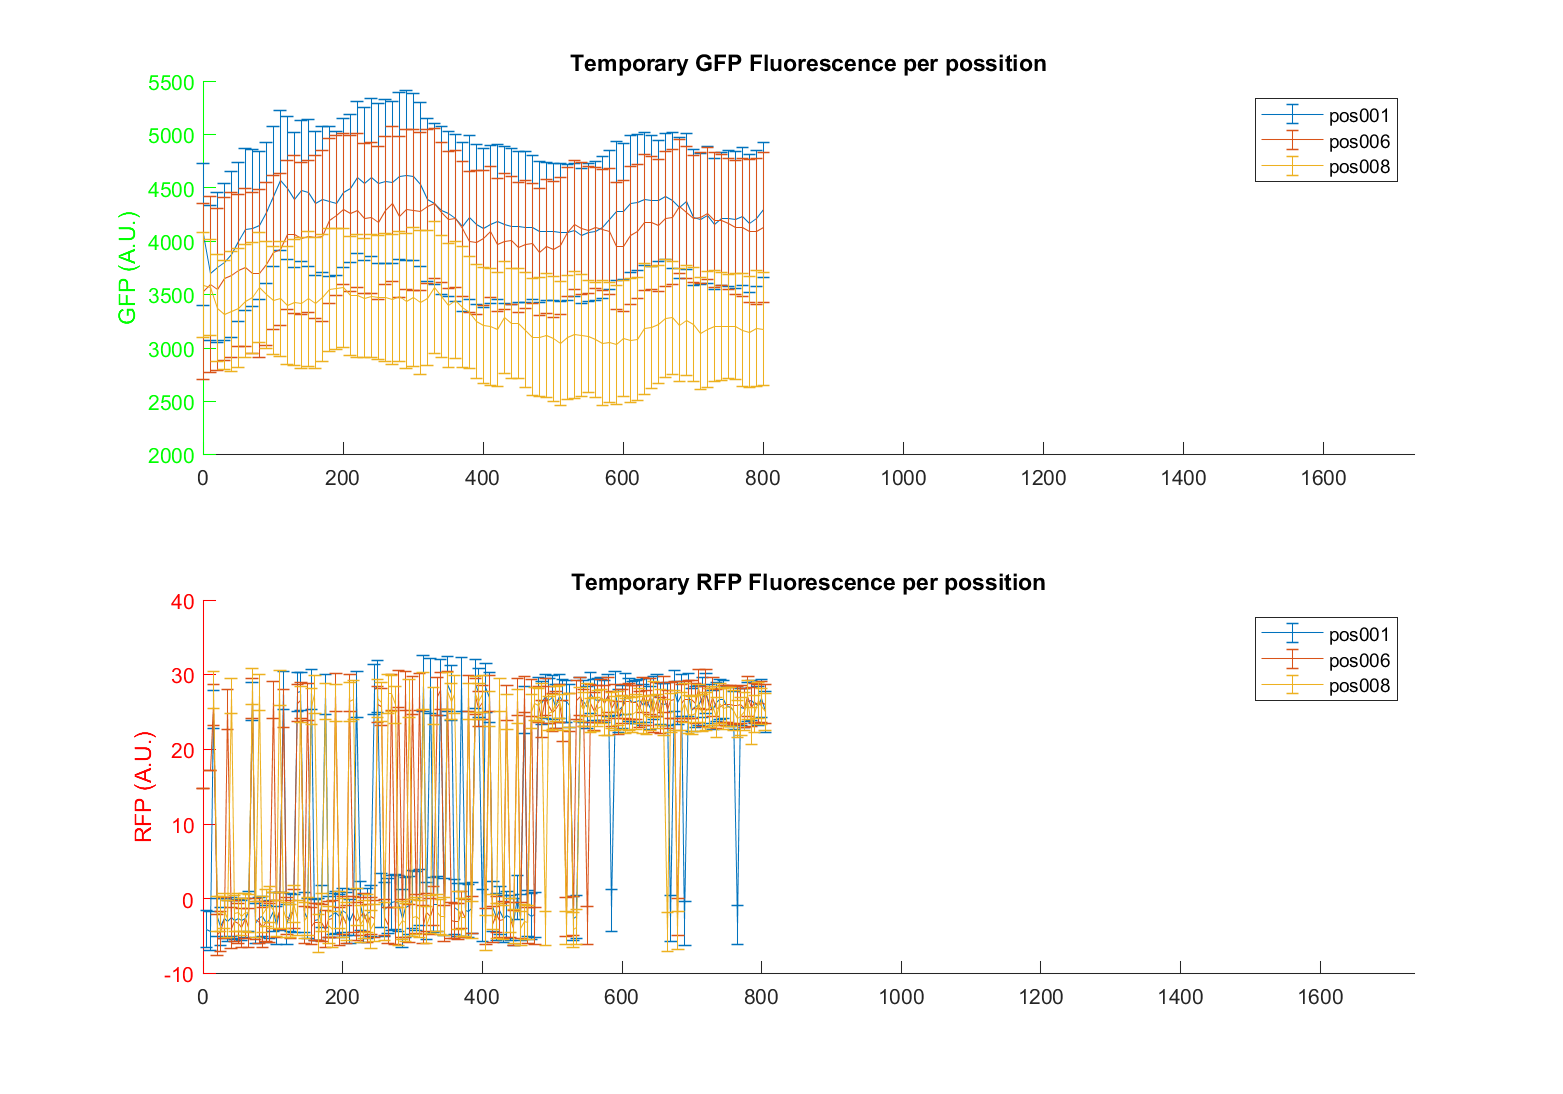 Temporary GFP Fluorescence per possition
5500
5000
4500
4000
3500
3000
2500
2000
GFP (A.U.)
0 200 400 600 800 1000 1200 1400 1600
pos001
pos006
pos008
Temporary RFP Fluorescence per possition
40
30
20
10
0
-10
RFP (A.U.)
0 200 400 600 800 1000 1200 1400 1600
pos001
pos006
pos008